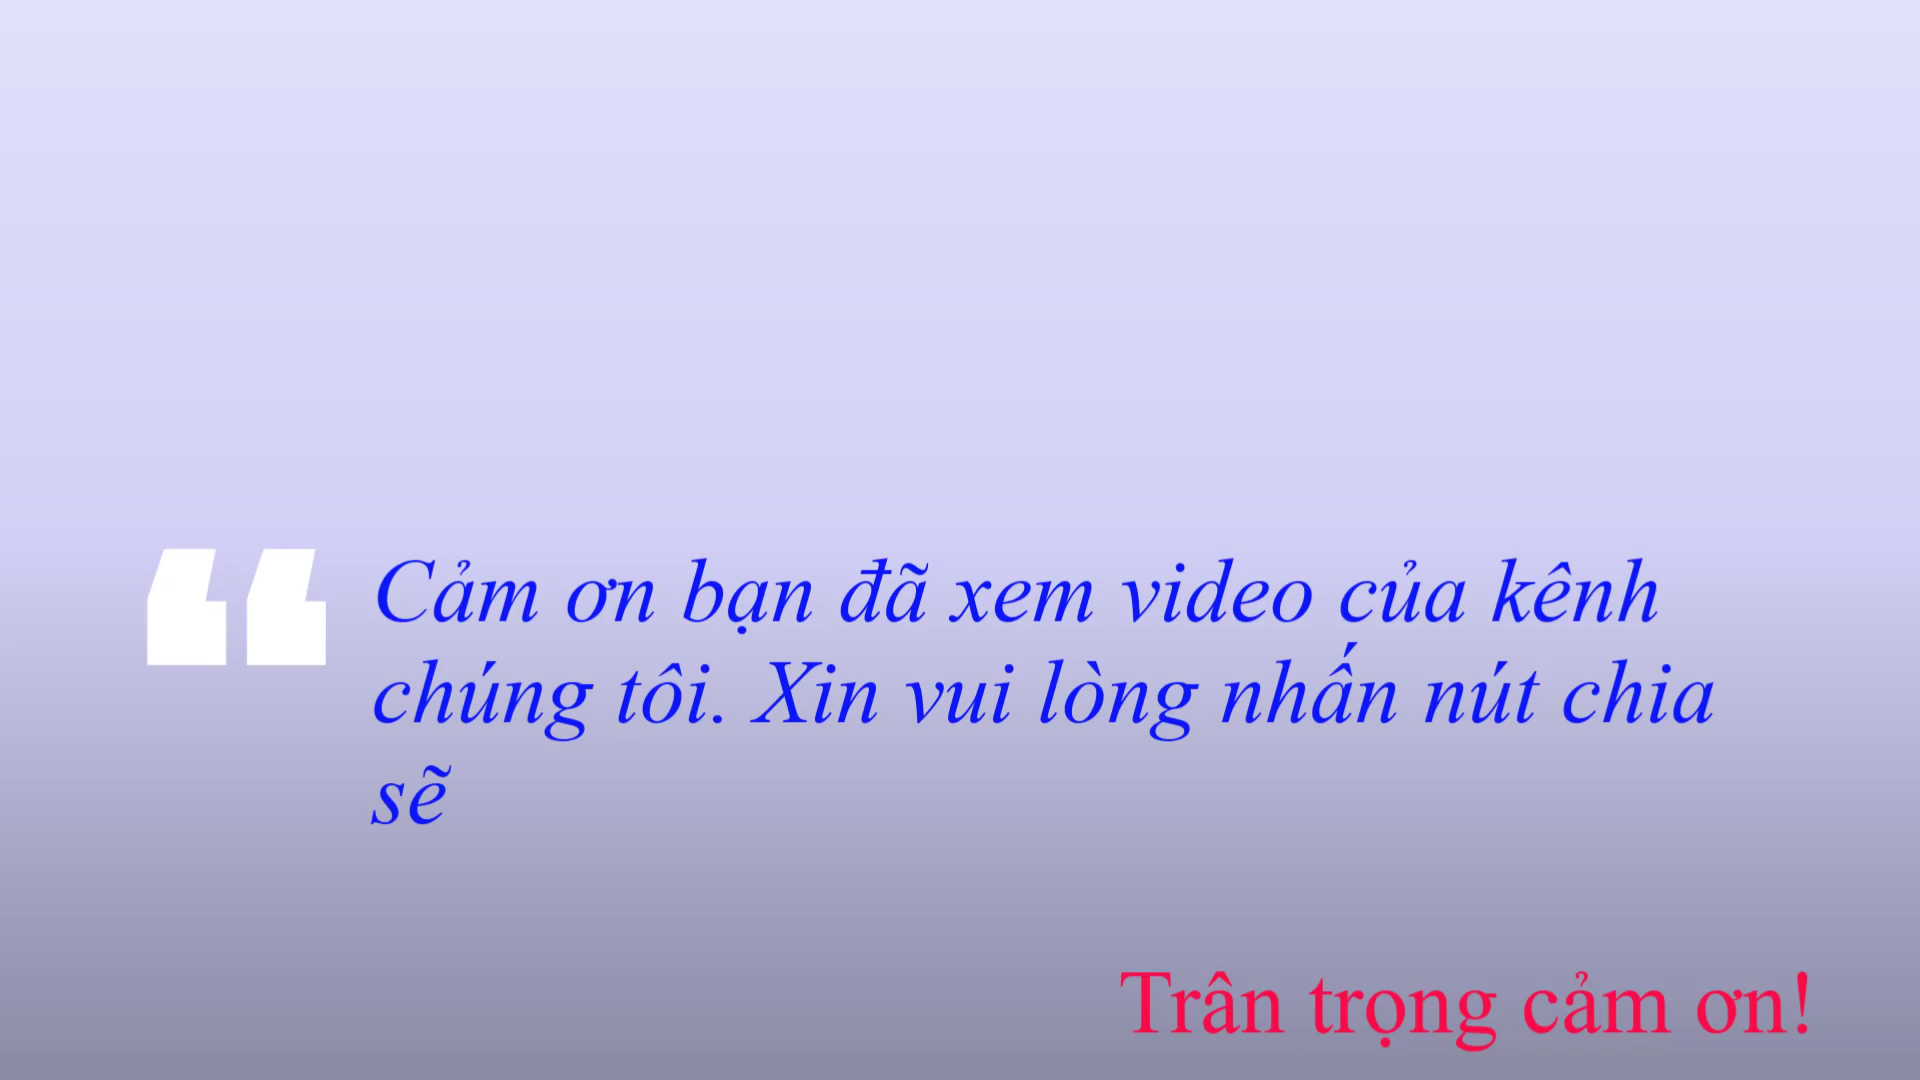 “ Cảm ơn bạn đã xem video của kênh
chúng tôi. Xin vui lòng nhấn nút chia
sẽ
Trân trọng cảm ơn!